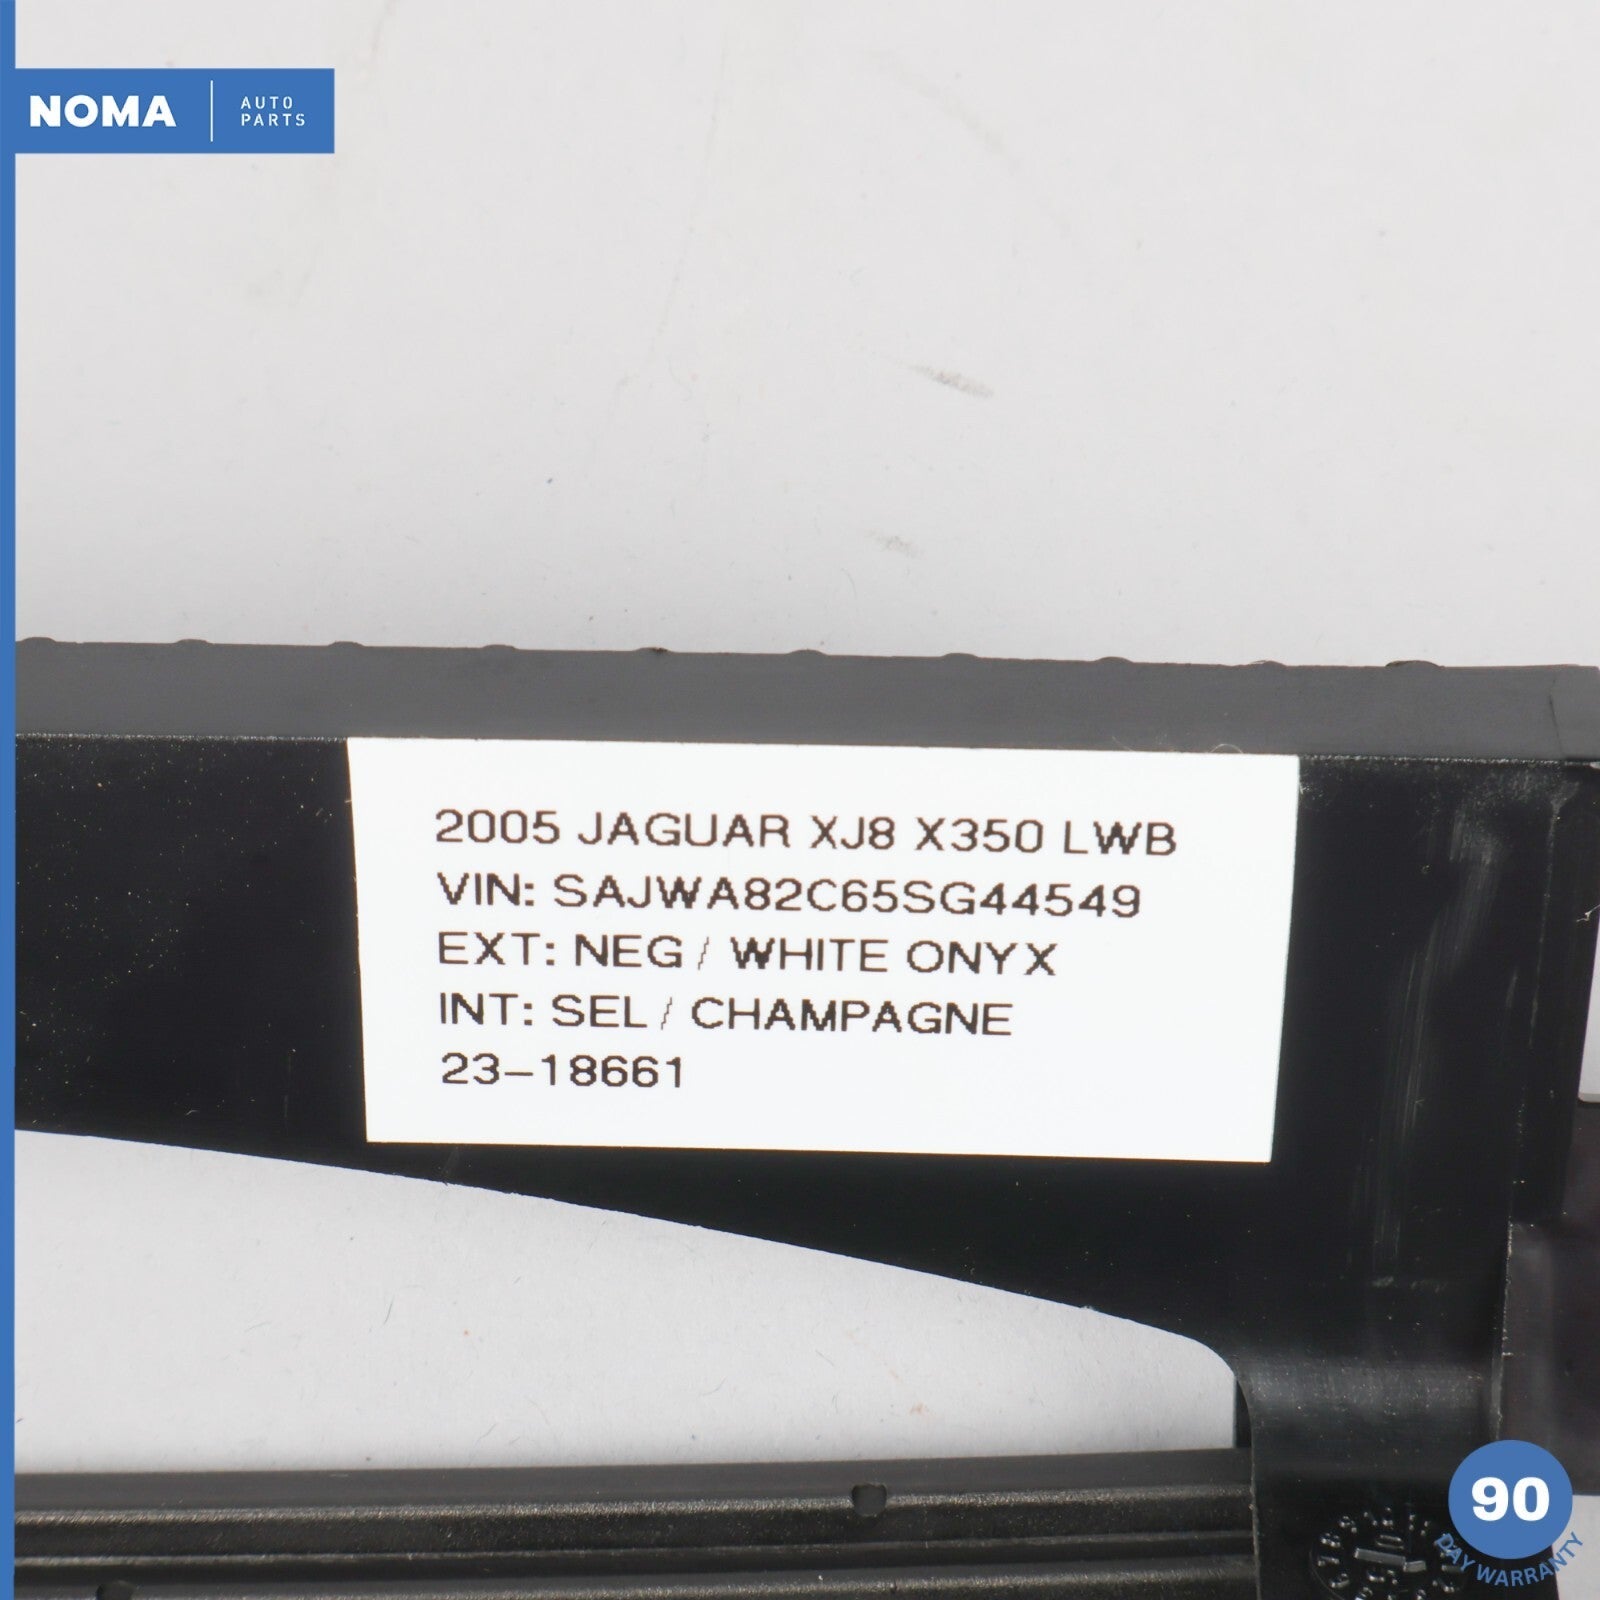 NOMA
AUTO
PARTS
2005 JAGUAR XJ8 X350 LWB
VIN: SAJWA82C65SG44549
EXT: NEG / WHITE ONYX
INT: SEL / CHAMPAGNE
23-18661
90
DAY WARRANTY